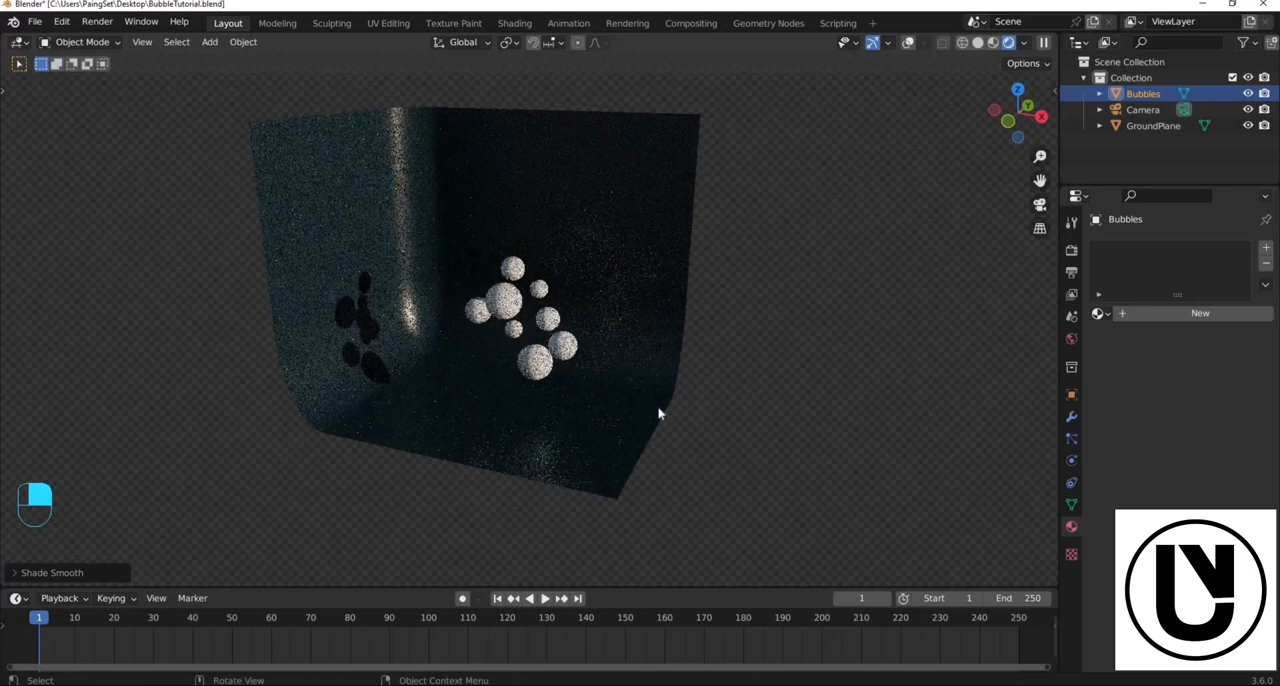 Blender* [C:\Users\PaingSet\Desktop\BubbleTutorial.blend]
File Edit Render Window Help Layout Modeling Sculpting UV Editing Texture Paint Shading Animation Rendering Compositing Geometry Nodes Scripting + Scene ViewLayer
Object Mode View Select Add Object Global
Options
Scene Collection
Collection
Bubbles
Camera
GroundPlane
Z
Y
X
Bubbles
New
Shade Smooth
Playback Keying View Marker 1 Start 1 End 250
1 10 20 30 40 50 60 70 80 90 100 110 120 130 140 150 160 170 180 190 200 210 220 230 240 250
Select Rotate View Object Context Menu 3.6.0